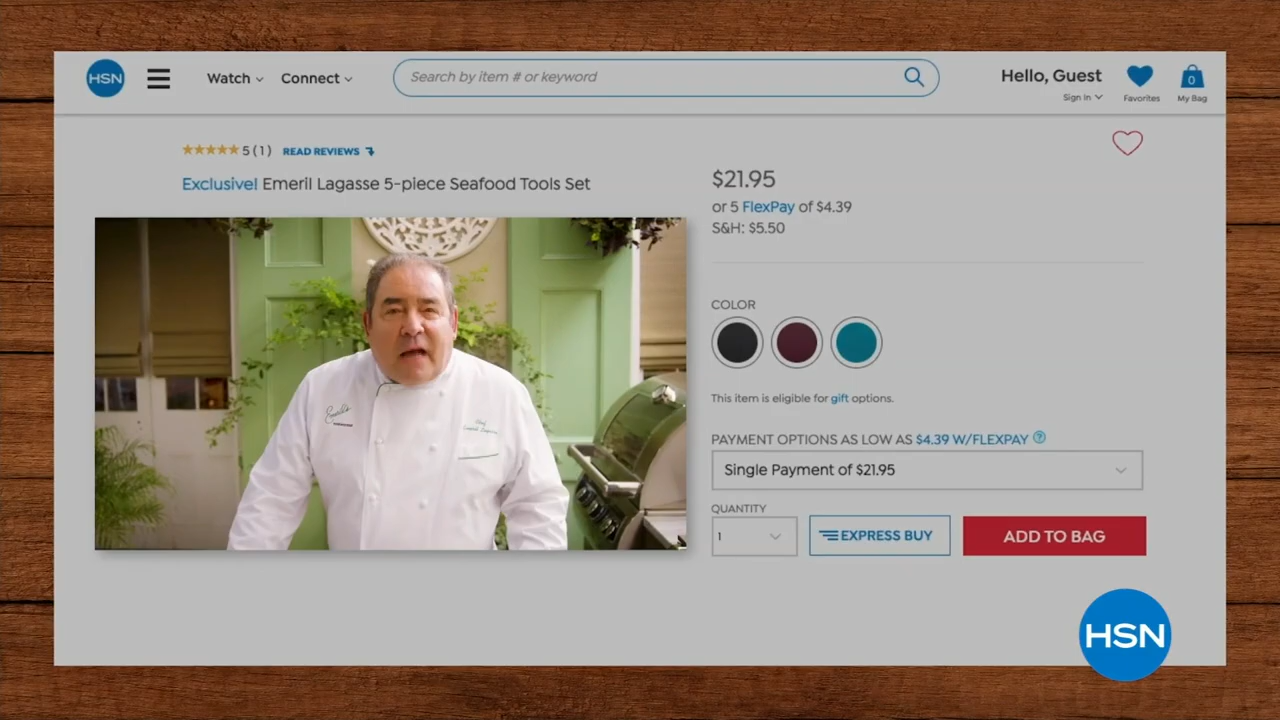 HSN
Watch
Connect
Search by item # or keyword
Hello, Guest
Sign In
Favorites
0
My Bag
5 (1) READ REVIEWS
Exclusive! Emeril Lagasse 5-piece Seafood Tools Set
Emeril's
$21.95
or 5 FlexPay of $4.39
S&H: $5.50
COLOR
This item is eligible for gift options.
PAYMENT OPTIONS AS LOW AS $4.39 W/FLEXPAY ?
Single Payment of $21.95
QUANTITY
1
EXPRESS BUY
ADD TO BAG
HSN